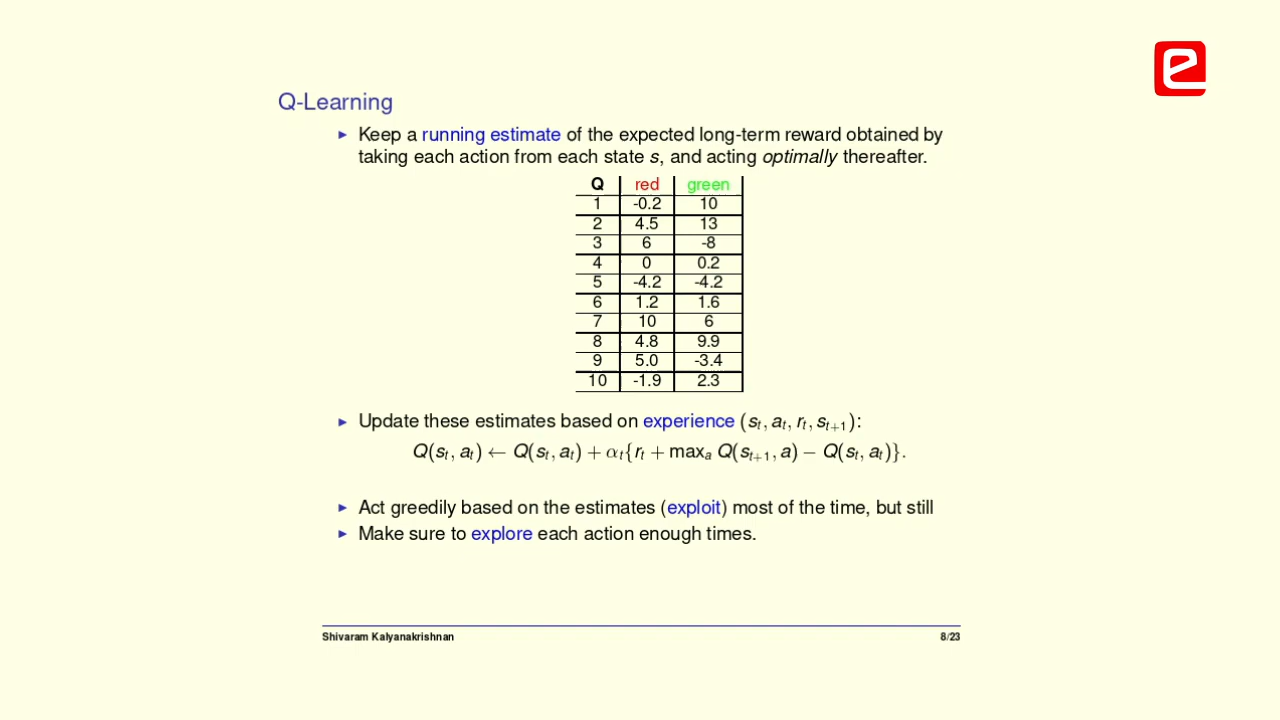 Q-Learning
▶ Keep a running estimate of the expected long-term reward obtained by
taking each action from each state s, and acting optimally thereafter.
Q red green
1 -0.2 10
2 4.5 13
3 6 -8
4 0 0.2
5 -4.2 -4.2
6 1.2 1.6
7 10 6
8 4.8 9.9
9 5.0 -3.4
10 -1.9 2.3
▶ Update these estimates based on experience (sₜ, aₜ, rₜ, sₜ₊₁):
Q(sₜ, aₜ) ← Q(sₜ, aₜ) + αₜ{rₜ + maxₐ Q(sₜ₊₁, a) − Q(sₜ, aₜ)}.
▶ Act greedily based on the estimates (exploit) most of the time, but still
▶ Make sure to explore each action enough times.
Shivaram Kalyanakrishnan 8/23